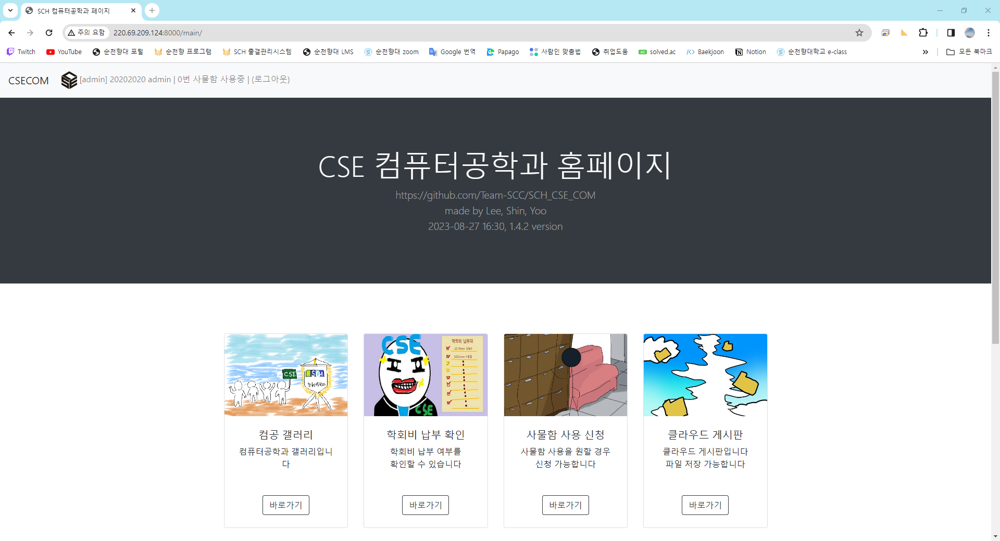 SCH 컴퓨터공학과 페이지
주의 요함 220.69.209.124:8000/main/
Twitch YouTube 순천향대 포털 순천향 프로그램 SCH 출결관리시스템 순천향대 LMS 순천향대 zoom Google 번역 Papago 사람인 맞춤법 취업도움 solved.ac Baekjoon Notion 순천향대학교 e-class 모든 북마크
CSECOM [admin] 20202020 admin | 0번 사물함 사용중 | (로그아웃)
CSE 컴퓨터공학과 홈페이지
https://github.com/Team-SCC/SCH_CSE_COM
made by Lee, Shin, Yoo
2023-08-27 16:30, 1.4.2 version
CSE
SCH
컴퓨터공학과
컴공 갤러리
컴퓨터공학과 갤러리입니
다
바로가기
CSE
학회비 납부자
CSE
학회비 납부 확인
학회비 납부 여부를
확인할 수 있습니다
바로가기
사물함 사용 신청
사물함 사용을 원할 경우
신청 가능합니다
바로가기
클라우드 게시판
클라우드 게시판입니다
파일 저장 가능합니다
바로가기